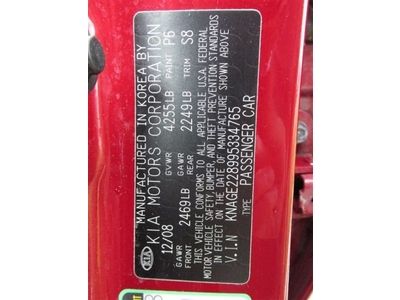 KIA
MANUFACTURED IN KOREA BY
KIA MOTORS CORPORATION
12/08 GVWR 4255LB PAINT P6
GAWR FRONT 2469LB GAWR REAR 2249LB TRIM S8
THIS VEHICLE CONFORMS TO ALL APPLICABLE U.S.A. FEDERAL
MOTOR VEHICLE SAFETY, BUMPER, AND THEFT PREVENTION STANDARDS
IN EFFECT ON THE DATE OF MANUFACTURE SHOWN ABOVE
V.I.N KNAGE228995334765
TYPE PASSENGER CAR